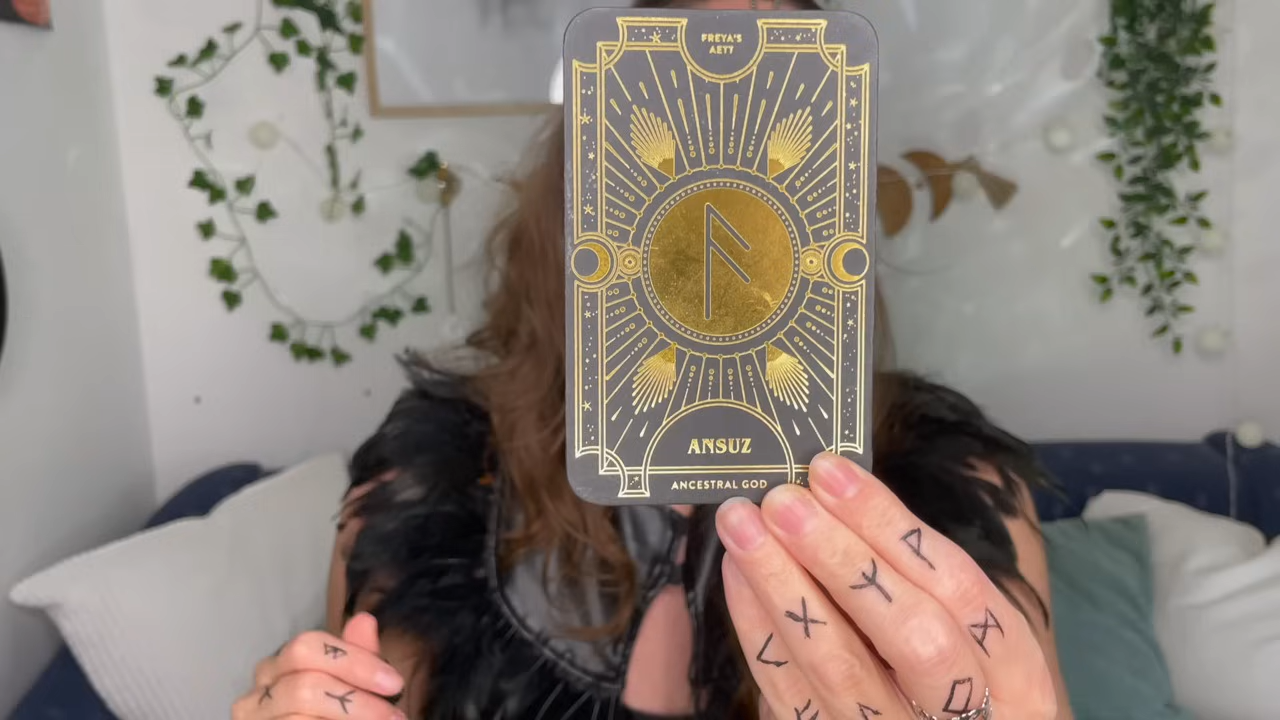 FREYA'S
AETT
ᚨ
ANSUZ
ANCESTRAL GOD